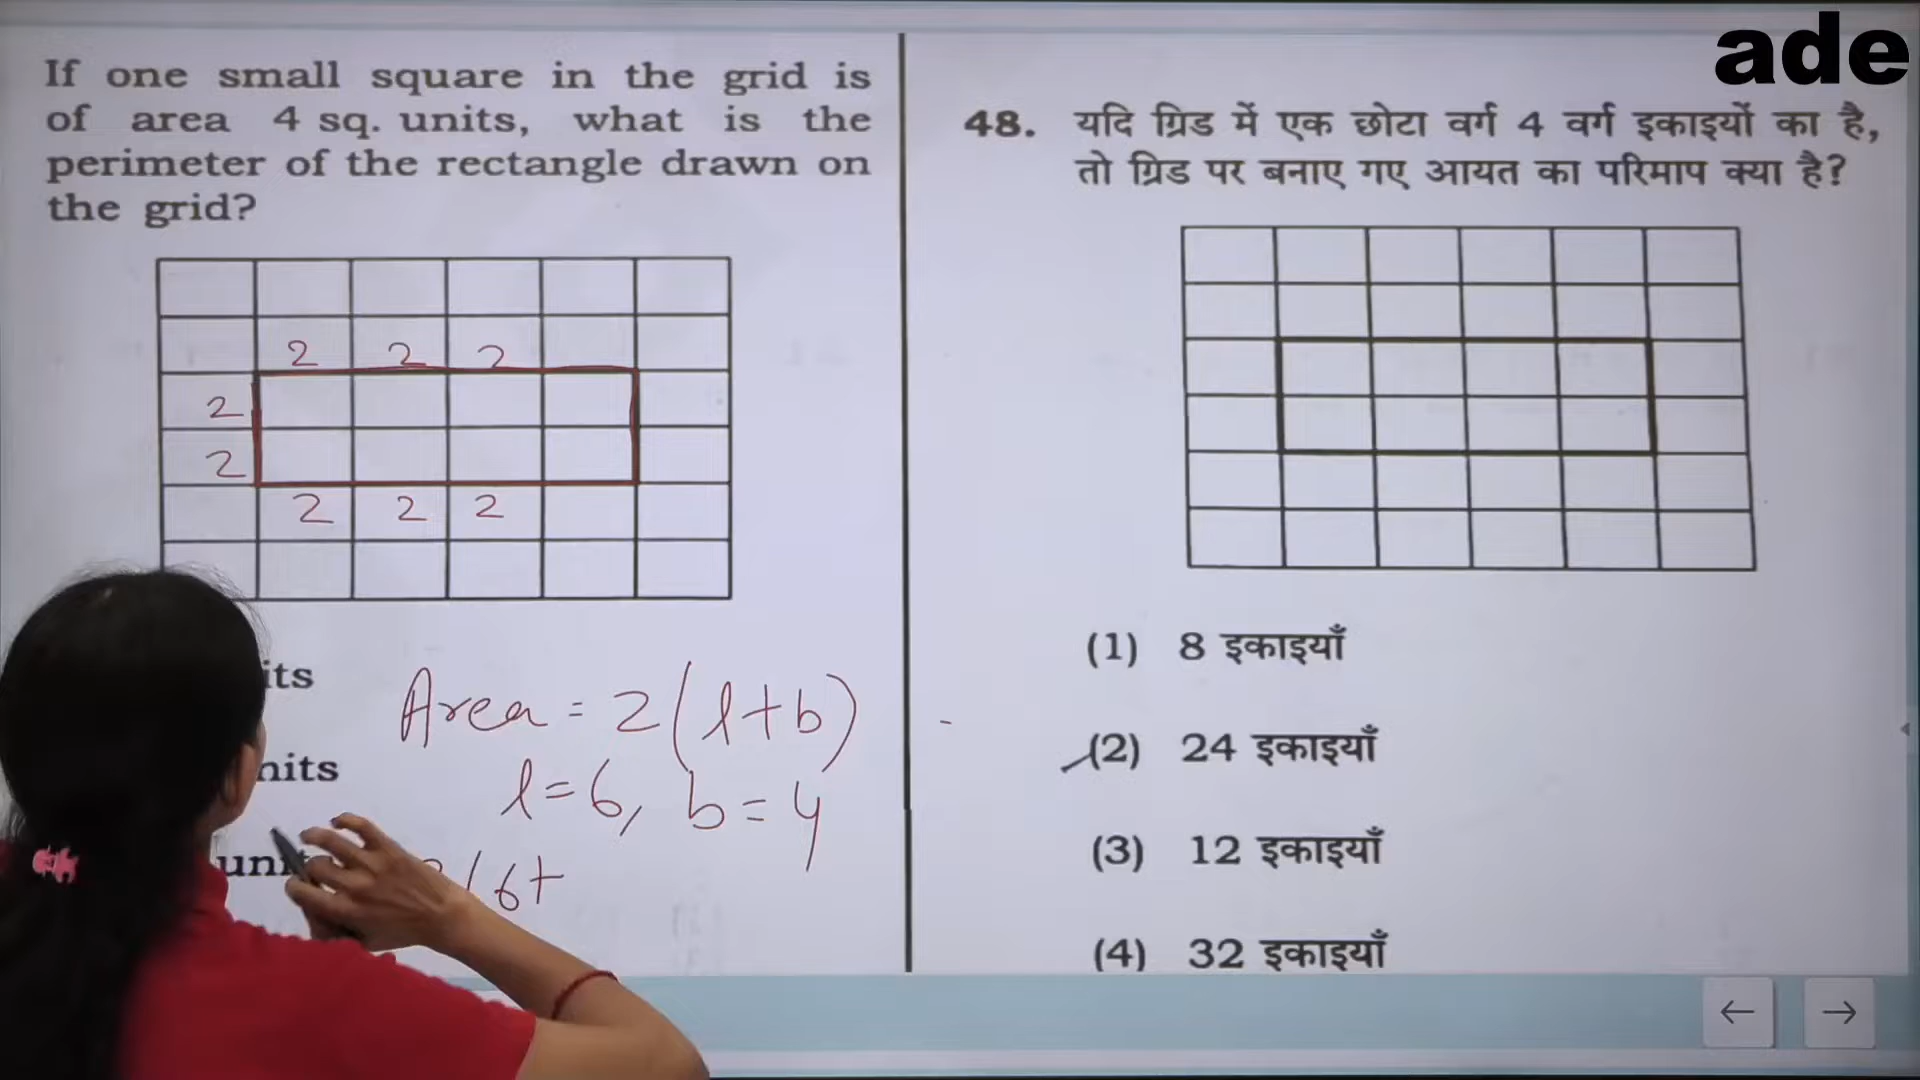 ade
If one small square in the grid is
of area 4 sq. units, what is the
perimeter of the rectangle drawn on
the grid?
2 2 2
2
2
2 2 2
its
nits
Area = 2(l+b)
l=6, b=4
(6+
48. यदि ग्रिड में एक छोटा वर्ग 4 वर्ग इकाइयों का है,
तो ग्रिड पर बनाए गए आयत का परिमाप क्या है?
(1) 8 इकाइयाँ
(2) 24 इकाइयाँ
(3) 12 इकाइयाँ
(4) 32 इकाइयाँ